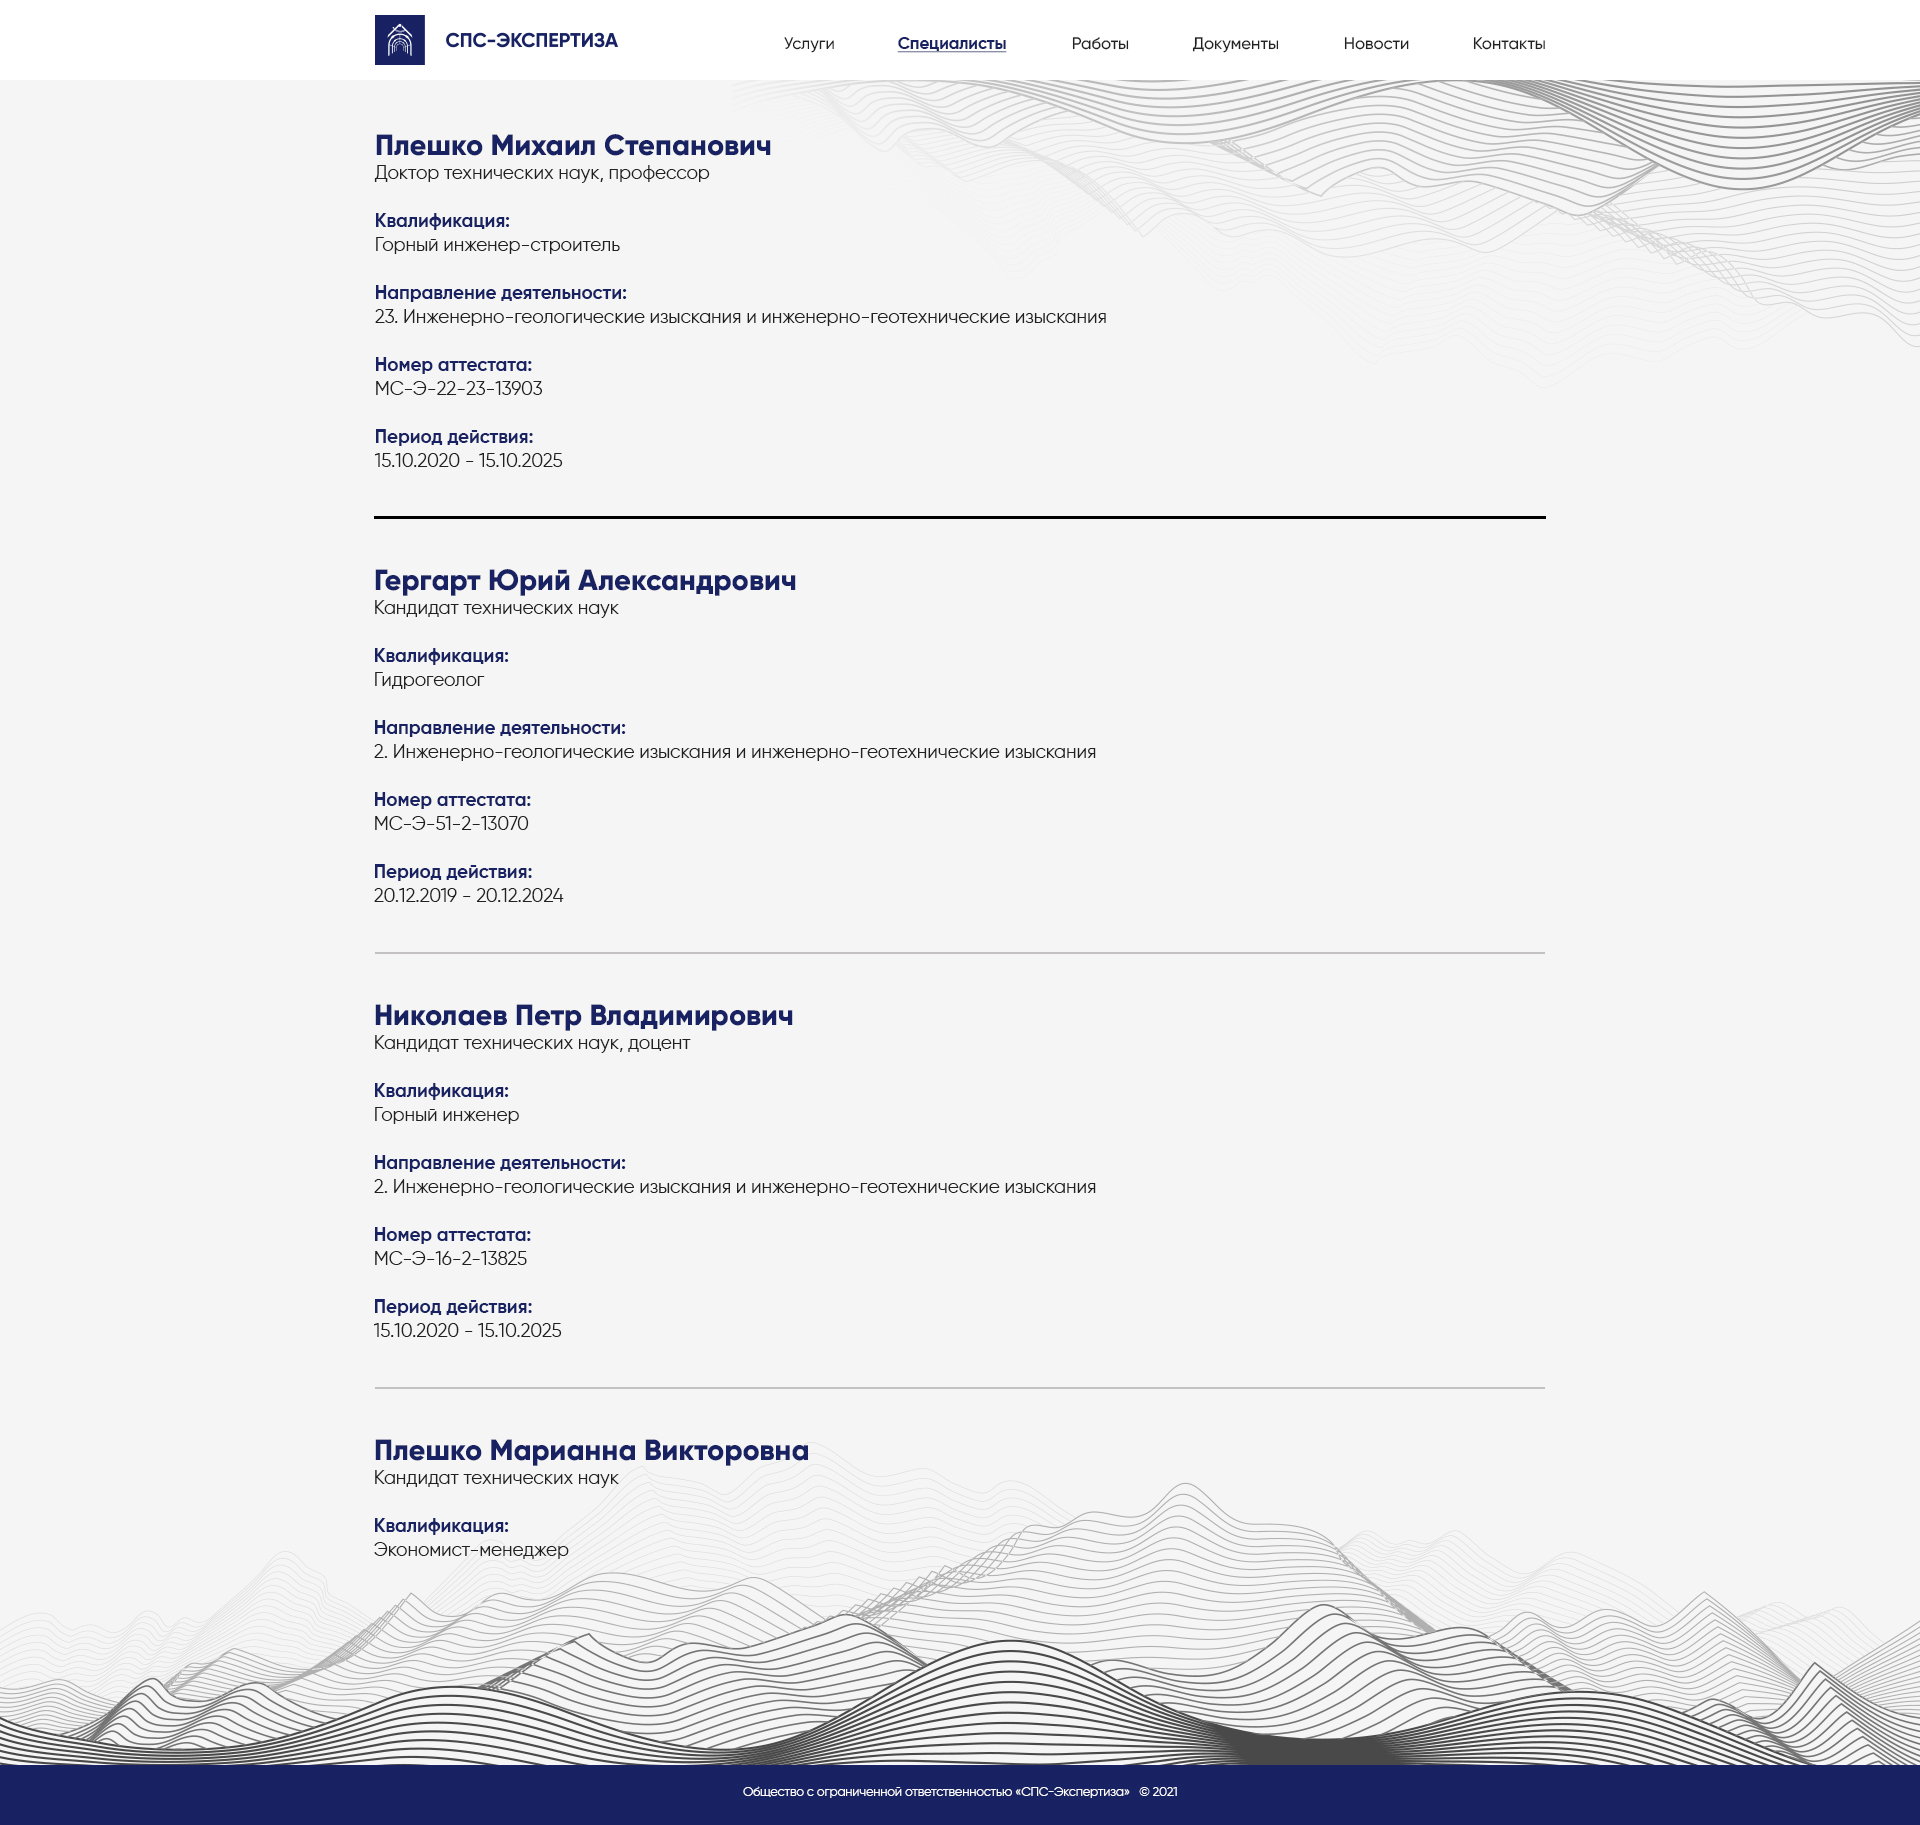 СПС-ЭКСПЕРТИЗА
Услуги Специалисты Работы Документы Новости Контакты
Плешко Михаил Степанович
Доктор технических наук, профессор
Квалификация:
Горный инженер-строитель
Направление деятельности:
23. Инженерно-геологические изыскания и инженерно-геотехнические изыскания
Номер аттестата:
МС-Э-22-23-13903
Период действия:
15.10.2020 - 15.10.2025
Гергарт Юрий Александрович
Кандидат технических наук
Квалификация:
Гидрогеолог
Направление деятельности:
2. Инженерно-геологические изыскания и инженерно-геотехнические изыскания
Номер аттестата:
МС-Э-51-2-13070
Период действия:
20.12.2019 - 20.12.2024
Николаев Петр Владимирович
Кандидат технических наук, доцент
Квалификация:
Горный инженер
Направление деятельности:
2. Инженерно-геологические изыскания и инженерно-геотехнические изыскания
Номер аттестата:
МС-Э-16-2-13825
Период действия:
15.10.2020 - 15.10.2025
Плешко Марианна Викторовна
Кандидат технических наук
Квалификация:
Экономист-менеджер
Общество с ограниченной ответственностью «СПС-Экспертиза» © 2021